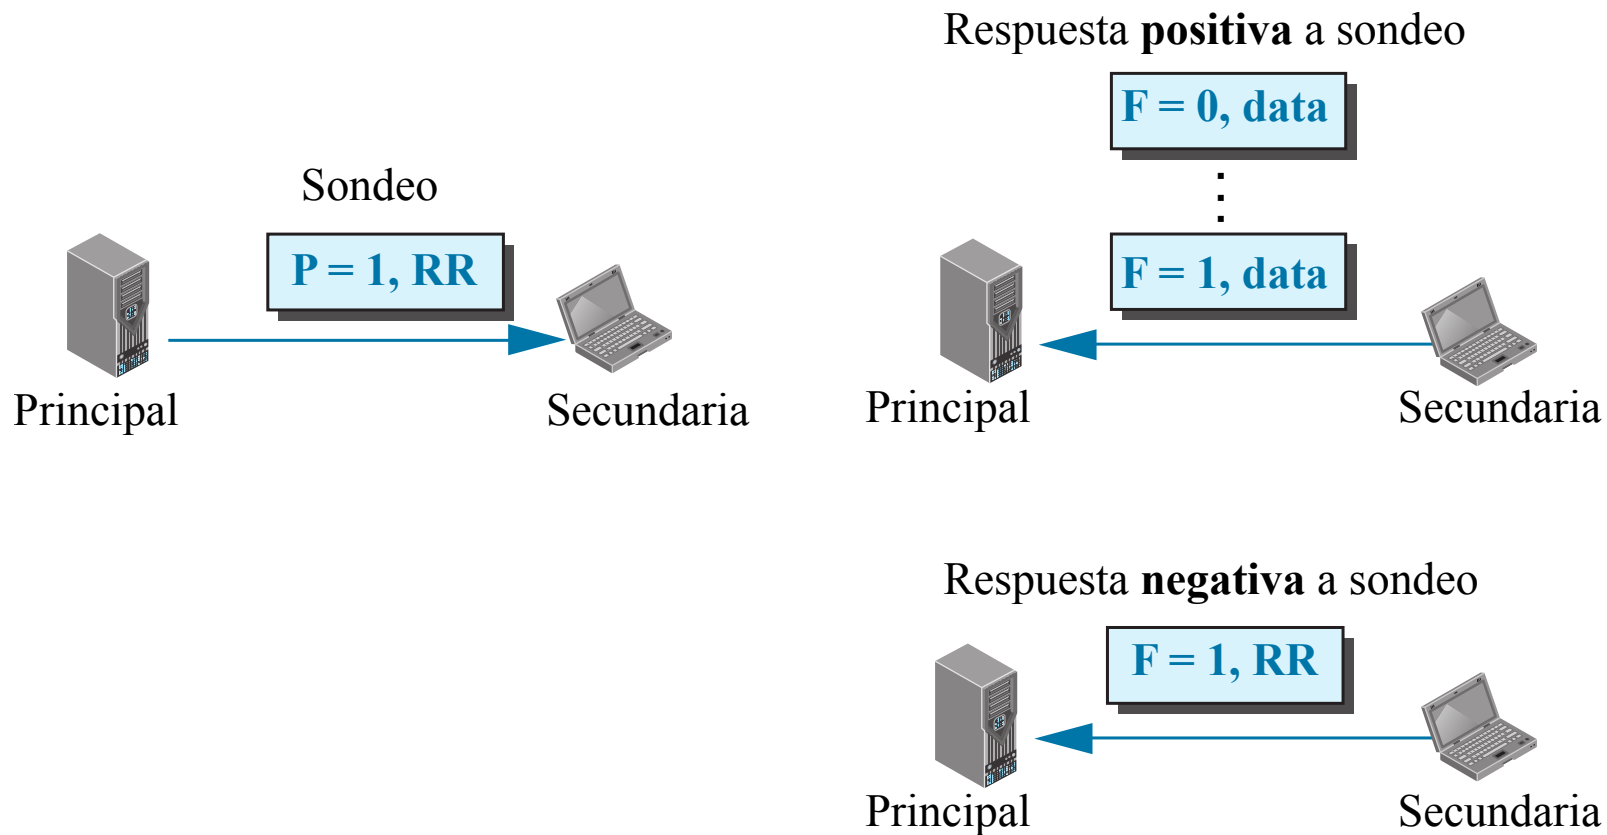 Sondeo
P = 1, RR
Principal
Secundaria
Respuesta positiva a sondeo
F = 0, data
F = 1, data
Principal
Secundaria
Respuesta negativa a sondeo
F = 1, RR
Principal
Secundaria